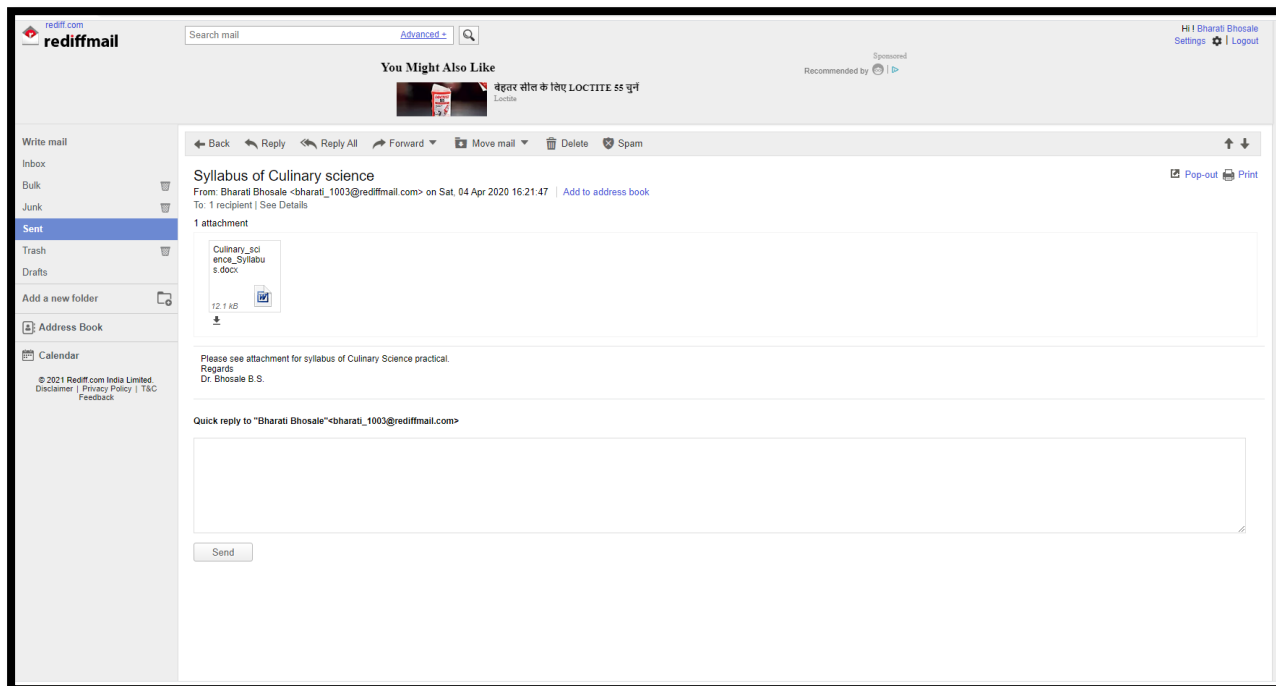 rediff.com
rediffmail
Search mail
Advanced +
Hi ! Bharati Bhosale
Settings | Logout
Sponsored
You Might Also Like
Recommended by |
बेहतर सील के लिए LOCTITE 55 चुनें
Loctite
Write mail
Inbox
Bulk
Junk
Sent
Trash
Drafts
Add a new folder
Address Book
Calendar
© 2021 Rediff.com India Limited.
Disclaimer | Privacy Policy | T&C
Feedback
Back Reply Reply All Forward Move mail Delete Spam
Syllabus of Culinary science
Pop-out Print
From: Bharati Bhosale <bharati_1003@rediffmail.com> on Sat, 04 Apr 2020 16:21:47 | Add to address book
To: 1 recipient | See Details
1 attachment
Culinary_sci
ence_Syllabu
s.docx
12.1 kB
Please see attachment for syllabus of Culinary Science practical.
Regards
Dr. Bhosale B.S.
Quick reply to "Bharati Bhosale"<bharati_1003@rediffmail.com>
Send